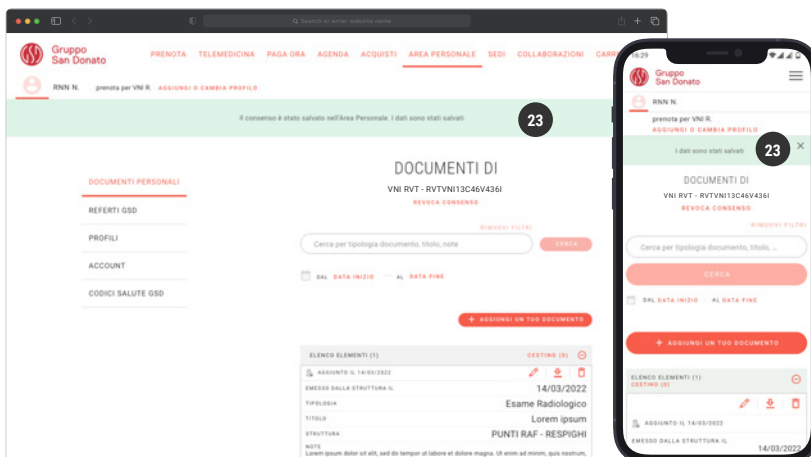 Search or enter website name
Gruppo
San Donato
PRENOTA TELEMEDICINA PAGA ORA AGENDA ACQUISTI AREA PERSONALE SEDI COLLABORAZIONI CARR
RNN N. prenota per VNI R. AGGIUNGI O CAMBIA PROFILO
Il consenso è stato salvato nell'Area Personale. I dati sono stati salvati
23
DOCUMENTI PERSONALI
REFERTI GSD
PROFILI
ACCOUNT
CODICI SALUTE GSD
DOCUMENTI DI
VNI RVT - RVTVNI13C46V436I
REVOCA CONSENSO
RIMUOVI FILTRI
Cerca per tipologia documento, titolo, note
CERCA
DAL DATA INIZIO AL DATA FINE
+ AGGIUNGI UN TUO DOCUMENTO
ELENCO ELEMENTI (1) CESTINO (0)
AGGIUNTO IL 14/03/2022
EMESSO DALLA STRUTTURA IL 14/03/2022
TIPOLOGIA Esame Radiologico
TITOLO Lorem ipsum
STRUTTURA PUNTI RAF - RESPIGHI
NOTE
Lorem ipsum dolor sit elit, sed do tempor ut labore et dolore magna. Ut enim ad minim, quis nostrum,
16:29
Gruppo
San Donato
RNN N.
prenota per VNI R.
AGGIUNGI O CAMBIA PROFILO
I dati sono stati salvati
23
DOCUMENTI DI
VNI RVT - RVTVNI13C46V436I
REVOCA CONSENSO
RIMUOVI FILTRI
Cerca per tipologia documento, titolo, ...
CERCA
DAL DATA INIZIO AL DATA FINE
+ AGGIUNGI UN TUO DOCUMENTO
ELENCO ELEMENTI (1)
CESTINO (0)
AGGIUNTO IL 14/03/2022
EMESSO DALLA STRUTTURA IL
14/03/2022